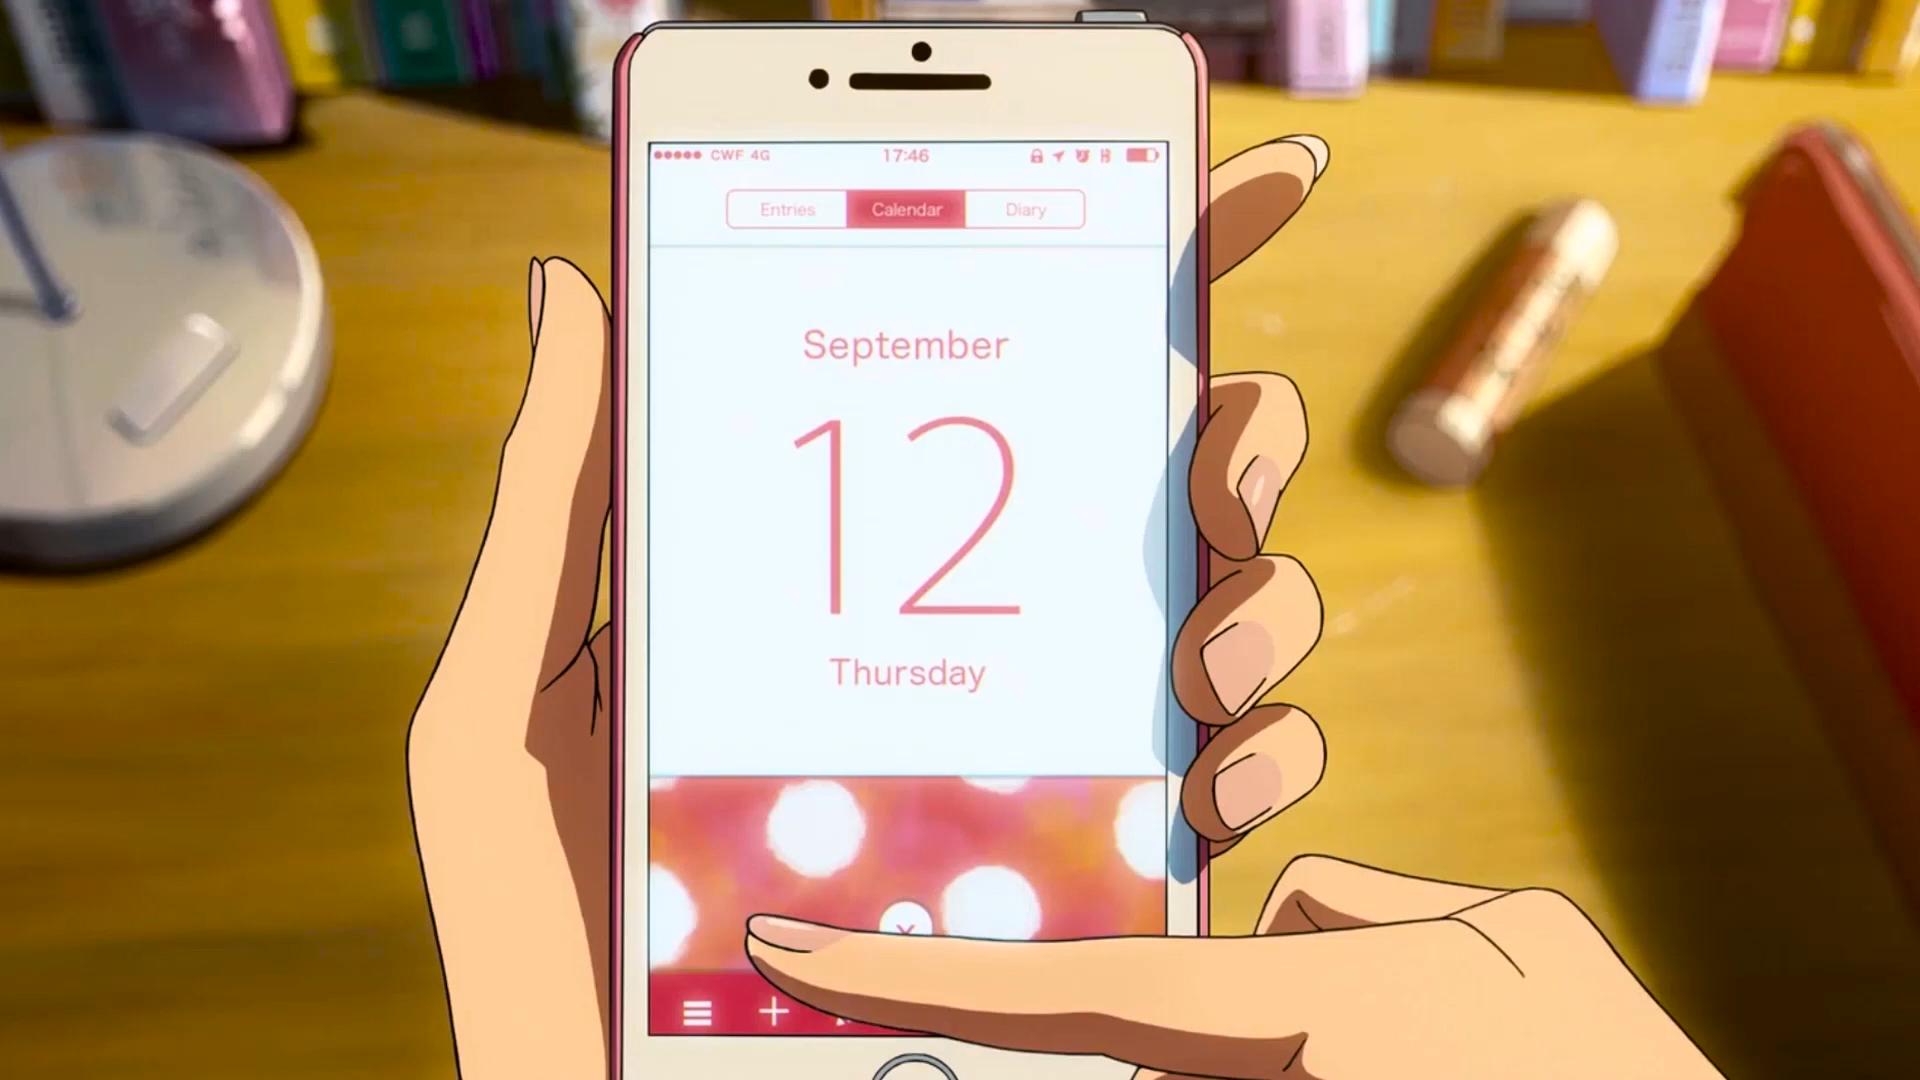 CWF 4G 17:46
Entries Calendar Diary
September
12
Thursday